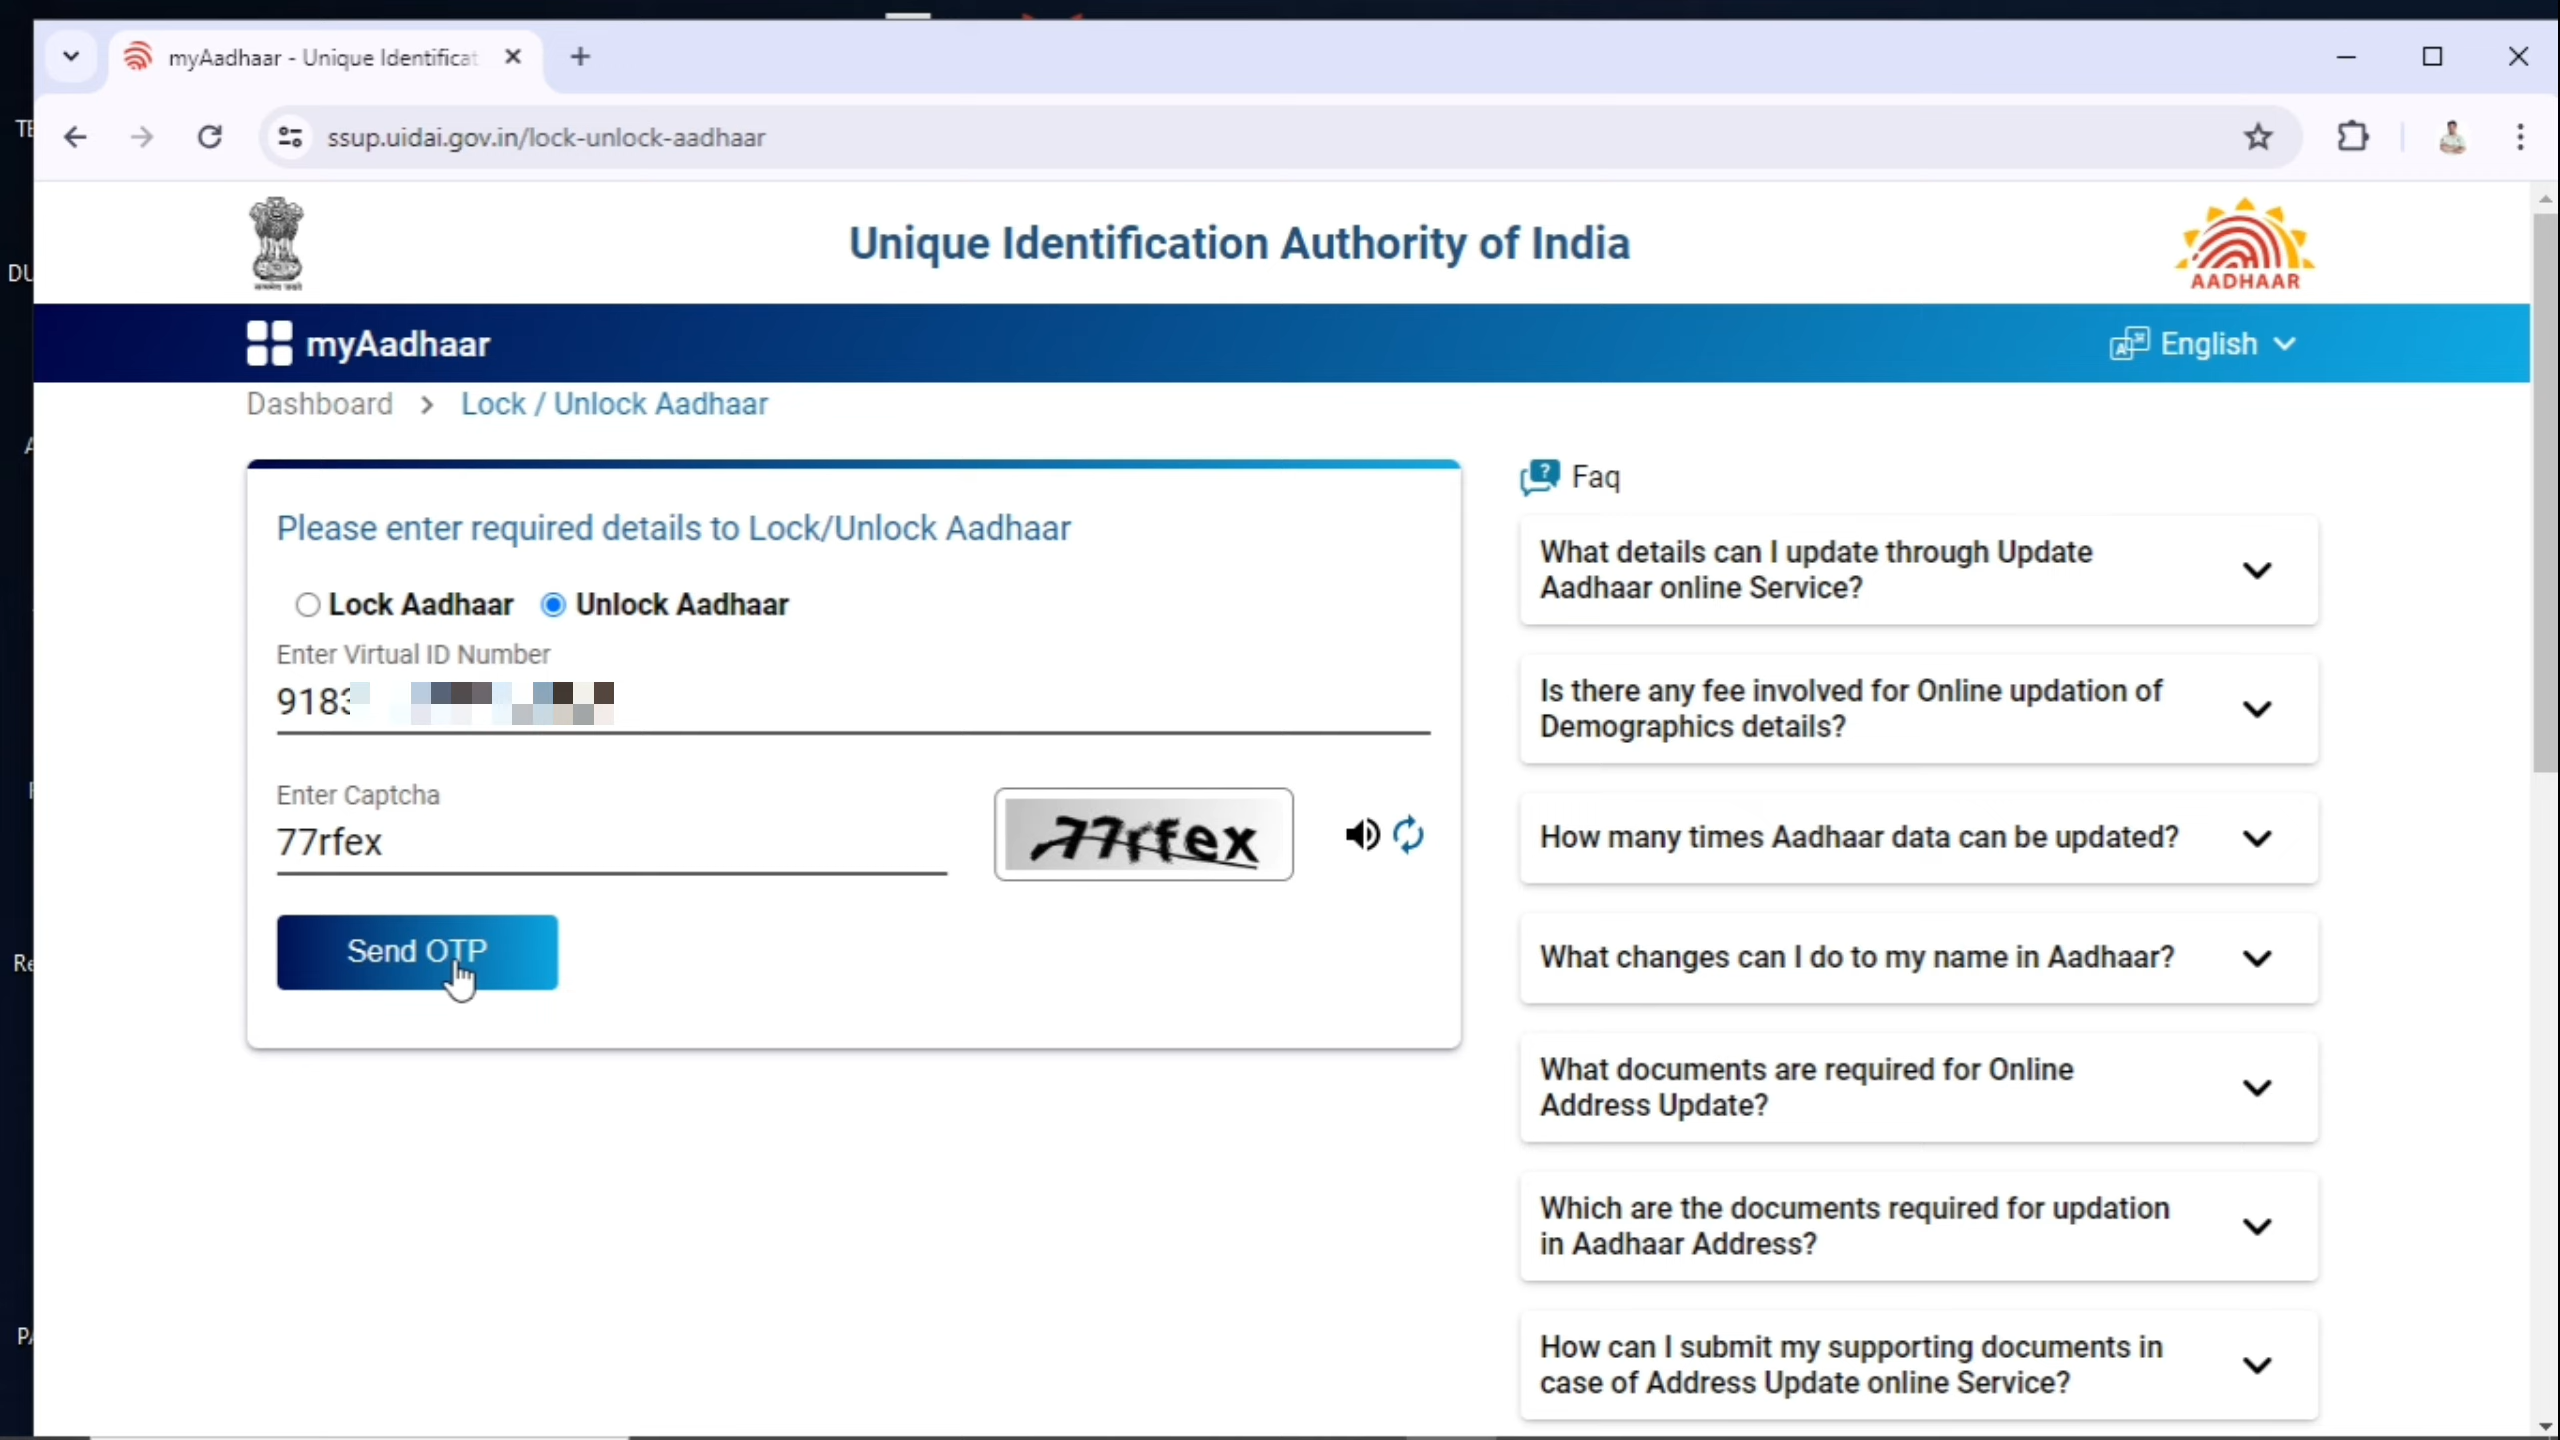 myAadhaar - Unique Identificat
ssup.uidai.gov.in/lock-unlock-aadhaar
Unique Identification Authority of India
AADHAAR
myAadhaar
English
Dashboard > Lock / Unlock Aadhaar
Please enter required details to Lock/Unlock Aadhaar
Lock Aadhaar Unlock Aadhaar
Enter Virtual ID Number
9183
Enter Captcha
77rfex
77rfex
Send OTP
Faq
What details can I update through Update
Aadhaar online Service?
Is there any fee involved for Online updation of
Demographics details?
How many times Aadhaar data can be updated?
What changes can I do to my name in Aadhaar?
What documents are required for Online
Address Update?
Which are the documents required for updation
in Aadhaar Address?
How can I submit my supporting documents in
case of Address Update online Service?